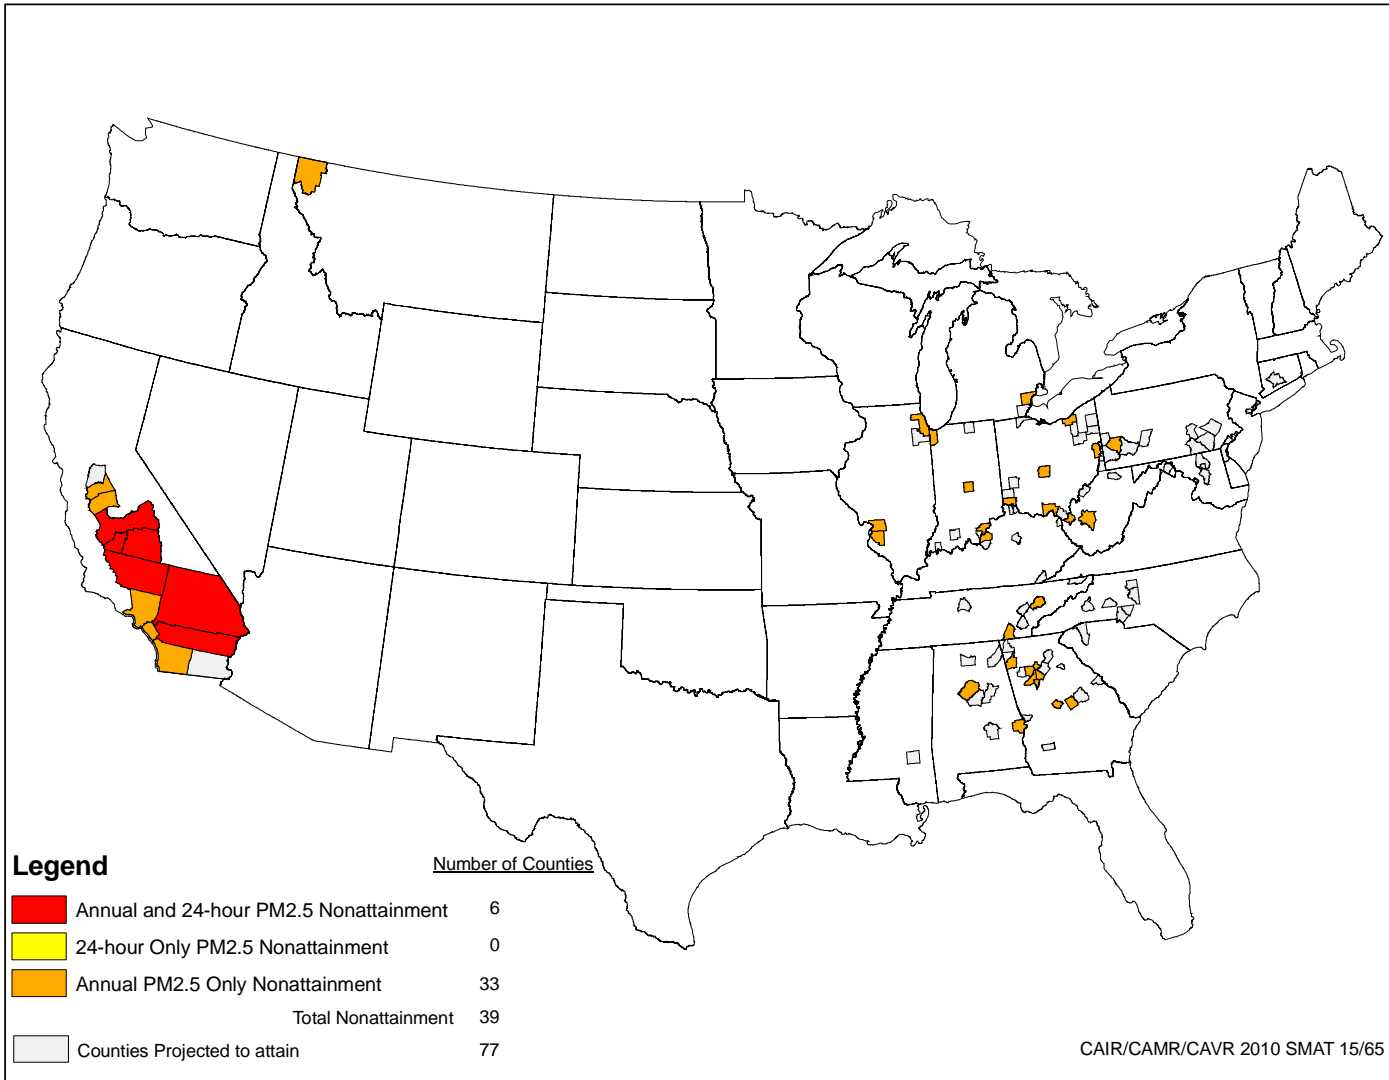 Legend
Number of Counties
Annual and 24-hour PM2.5 Nonattainment 6
24-hour Only PM2.5 Nonattainment 0
Annual PM2.5 Only Nonattainment 33
Total Nonattainment 39
Counties Projected to attain 77
CAIR/CAMR/CAVR 2010 SMAT 15/65